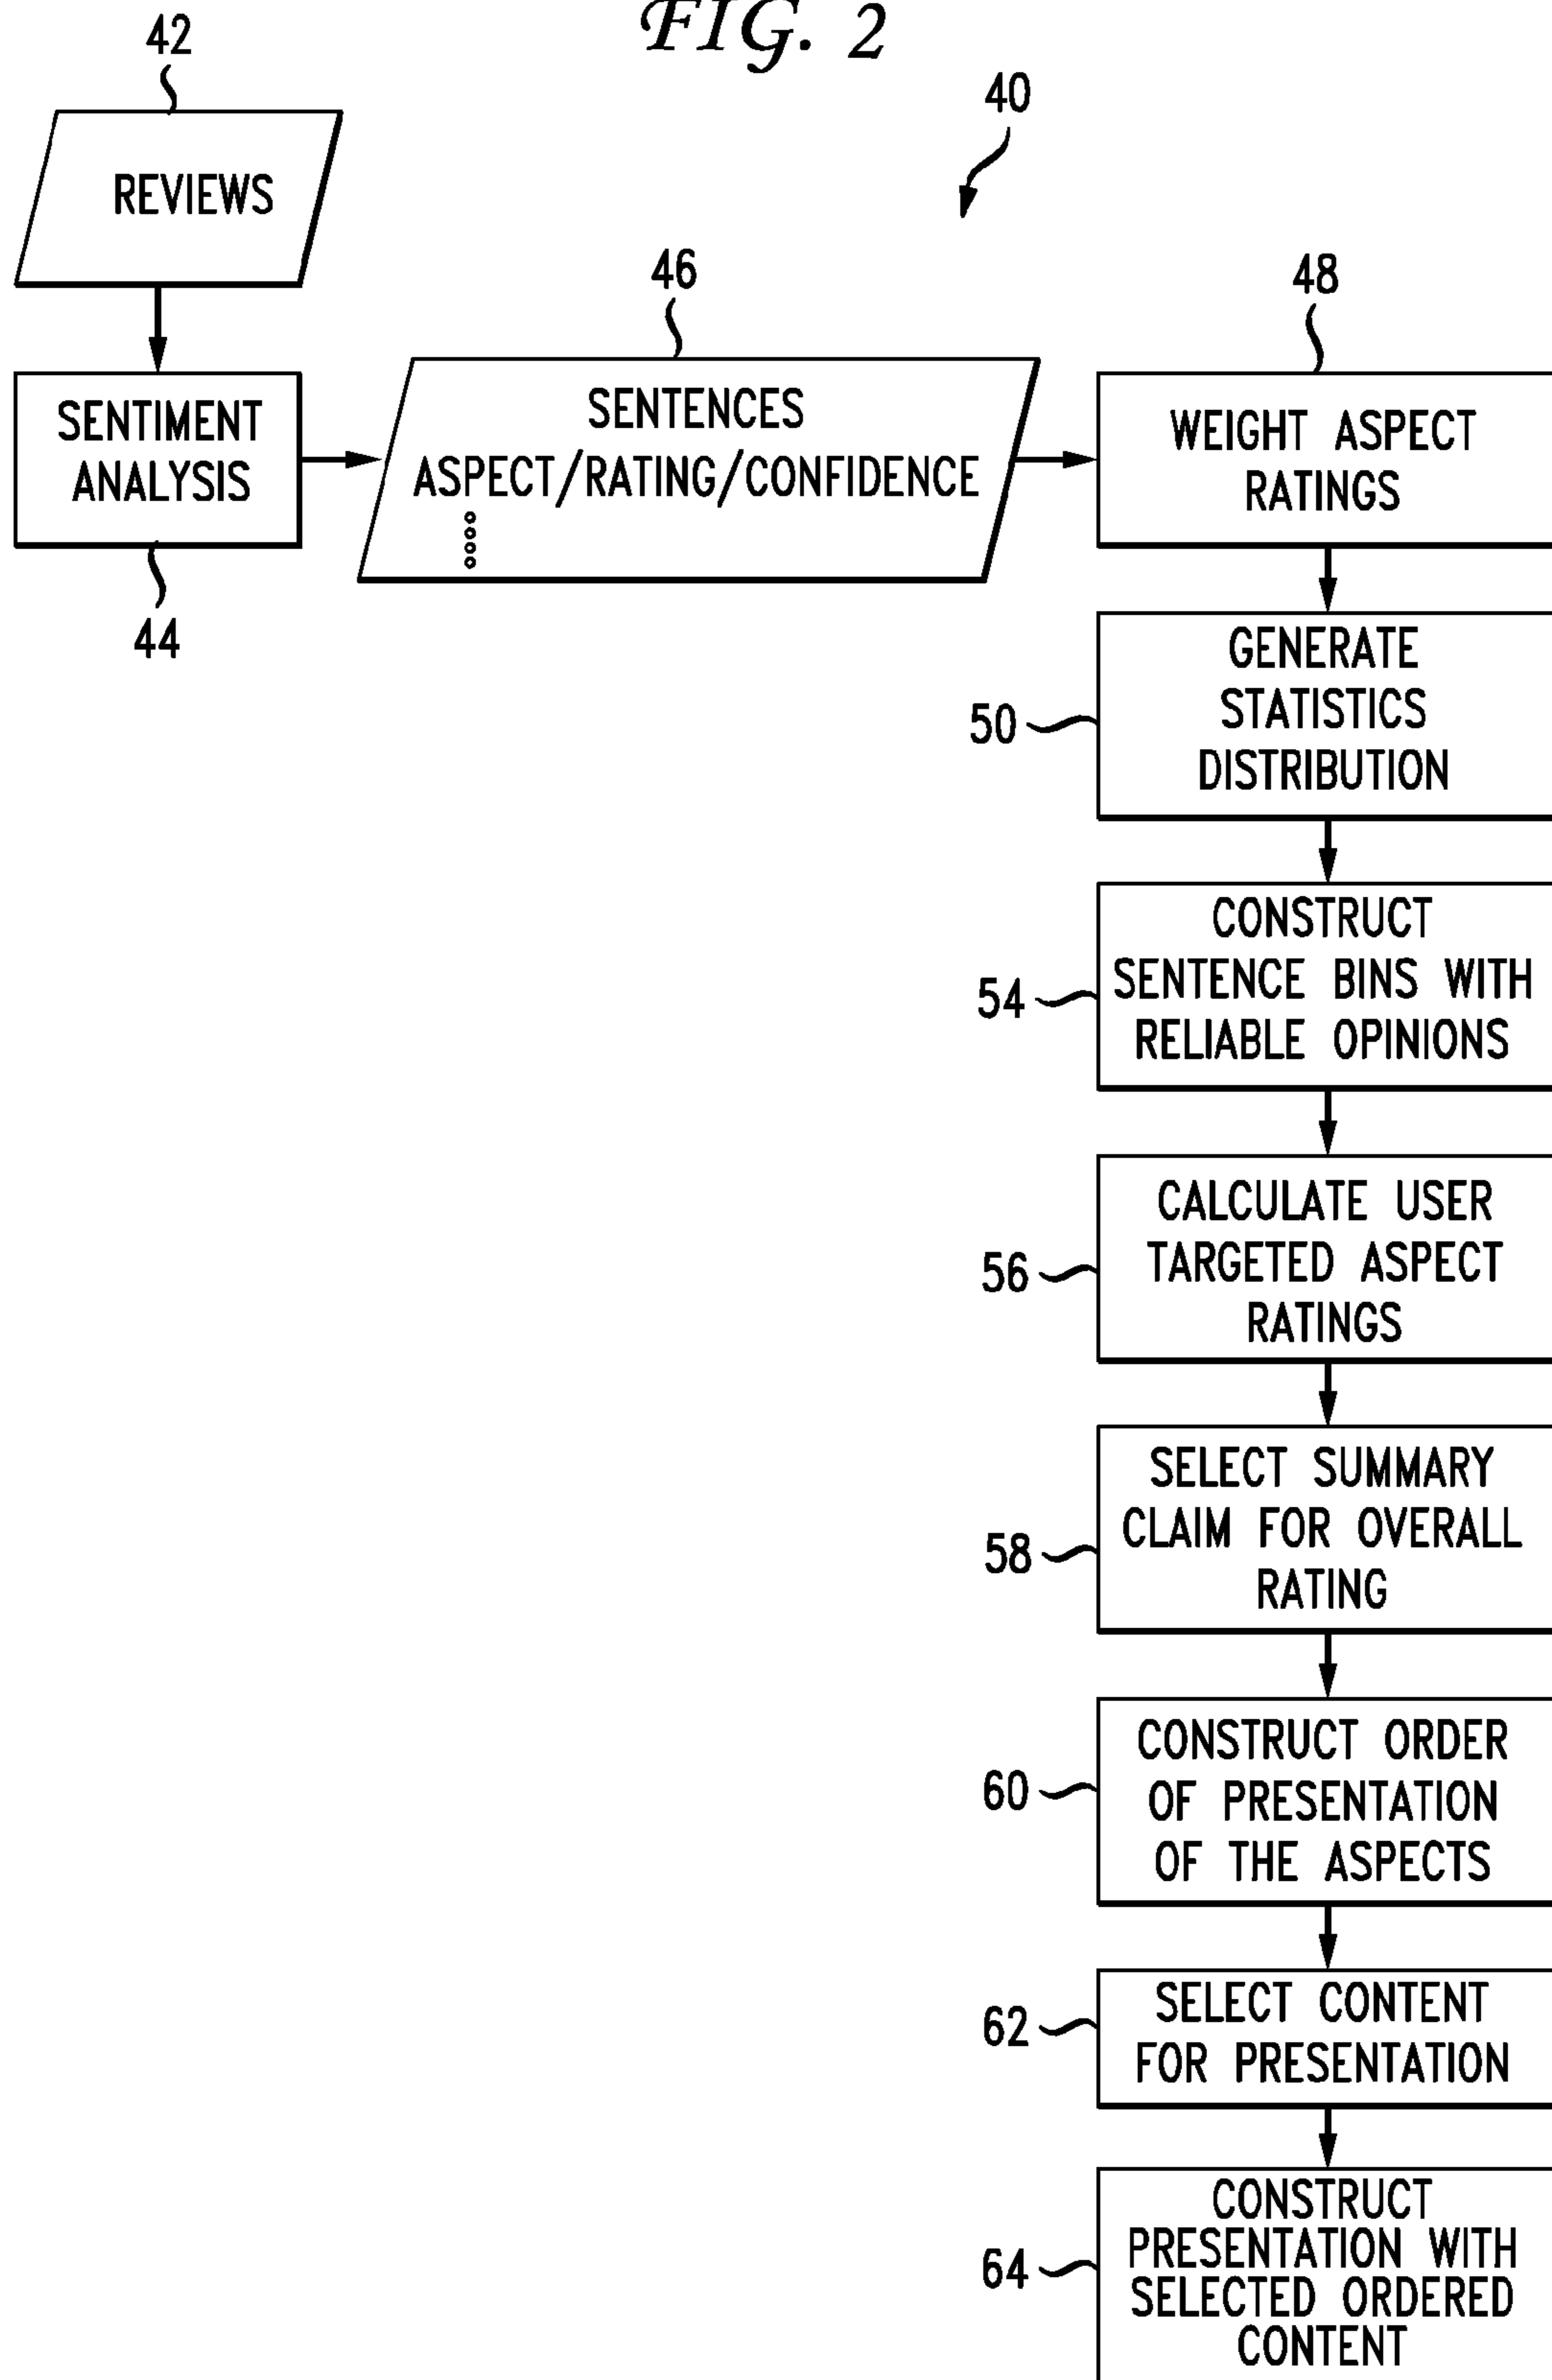 FIG. 2
42
40
REVIEWS
46
48
SENTIMENT
ANALYSIS
44
SENTENCES
ASPECT/RATING/CONFIDENCE
WEIGHT ASPECT
RATINGS
50
GENERATE
STATISTICS
DISTRIBUTION
54
CONSTRUCT
SENTENCE BINS WITH
RELIABLE OPINIONS
56
CALCULATE USER
TARGETED ASPECT
RATINGS
58
SELECT SUMMARY
CLAIM FOR OVERALL
RATING
60
CONSTRUCT ORDER
OF PRESENTATION
OF THE ASPECTS
62
SELECT CONTENT
FOR PRESENTATION
64
CONSTRUCT
PRESENTATION WITH
SELECTED ORDERED
CONTENT